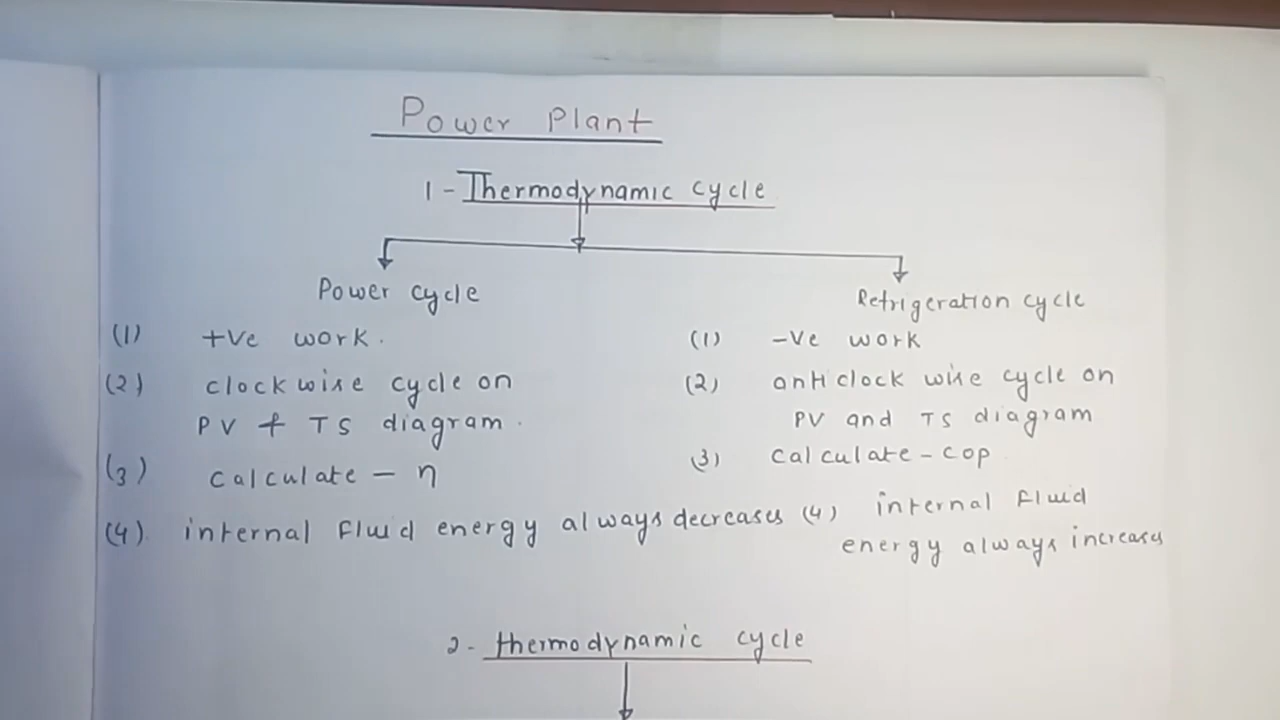 Power Plant
1 - Thermodynamic cycle
Power cycle
(1) +ve work.
(2) clockwise cycle on
PV & TS diagram.
(3) calculate - η
(4) internal fluid energy always decreases
Refrigeration cycle
(1) -ve work
(2) anticlock wise cycle on
PV and TS diagram
(3) calculate - cop
(4) internal fluid
energy always increases
2 - thermodynamic cycle